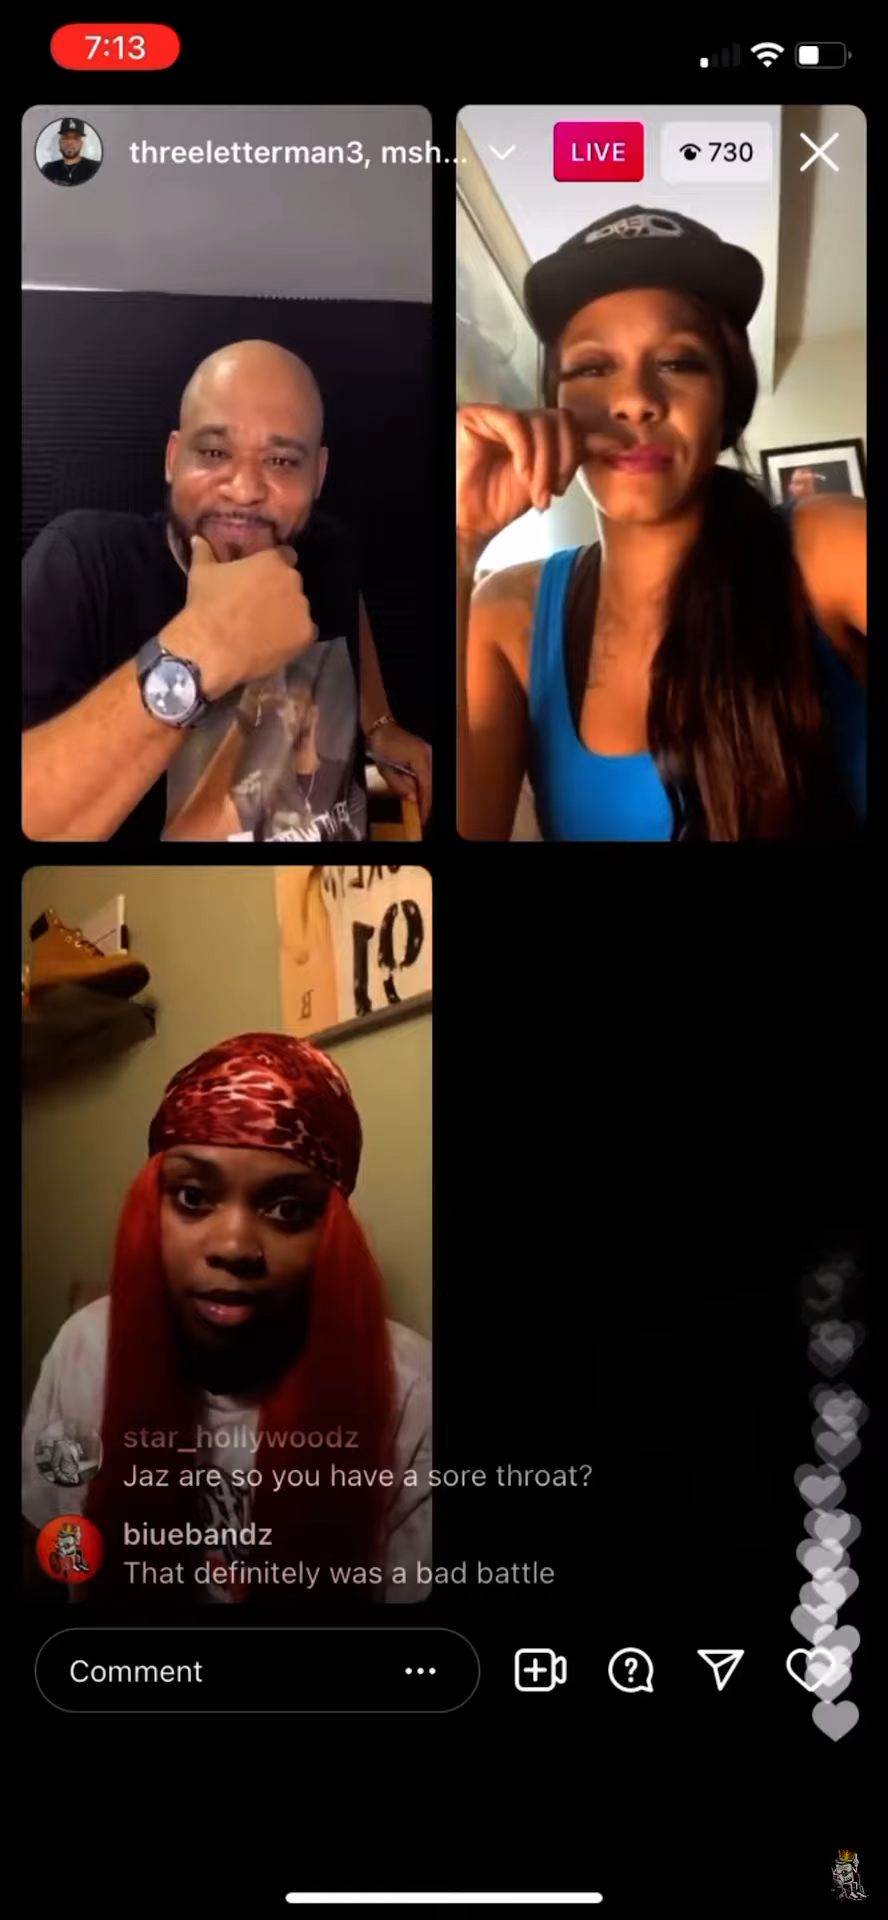 7:13
threeletterman3, msh...
LIVE
730
91
star_hollywoodz
Jaz are so you have a sore throat?
biuebandz
That definitely was a bad battle
Comment